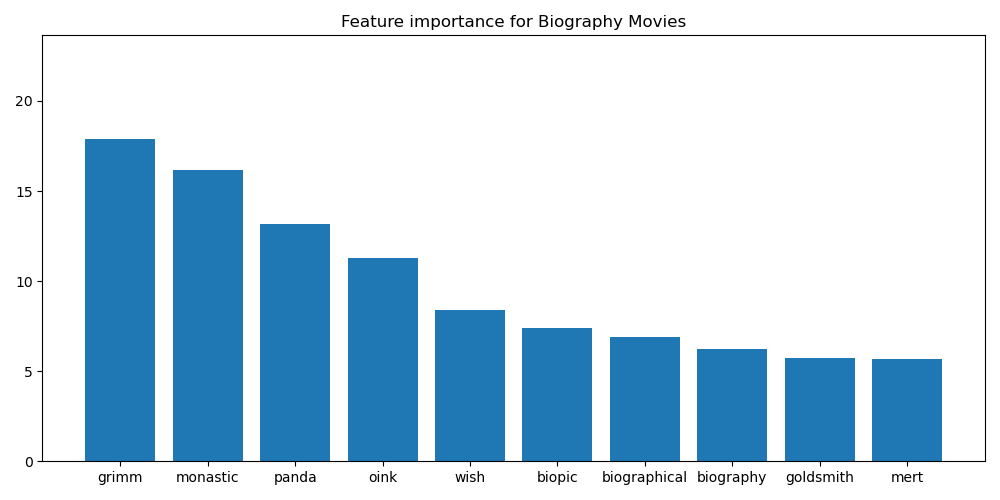 Feature importance for Biography Movies
20
15
10
5
0
grimm monastic panda oink wish biopic biographical biography goldsmith mert